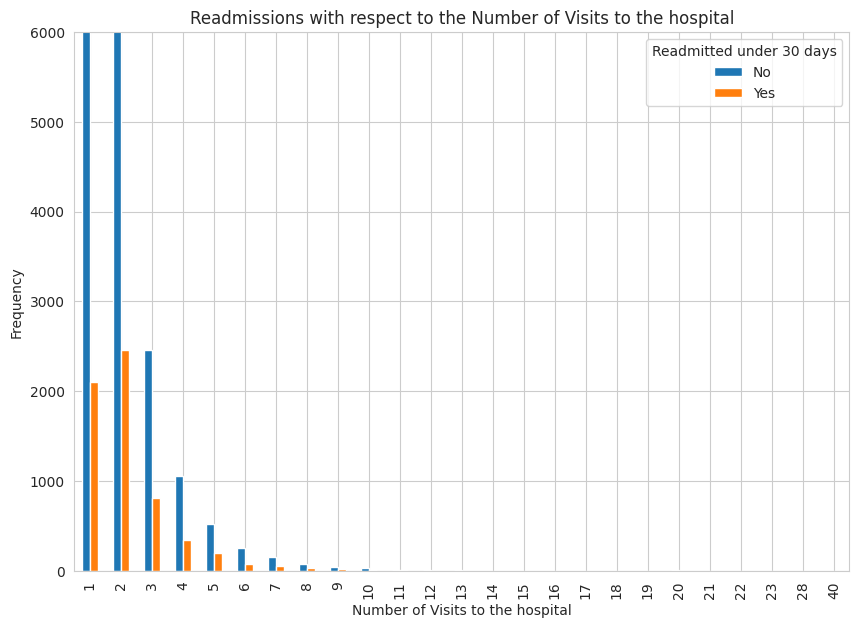 Readmissions with respect to the Number of Visits to the hospital
Readmitted under 30 days
No
Yes
Frequency
6000
5000
4000
3000
2000
1000
0
1 2 3 4 5 6 7 8 9 10 11 12 13 14 15 16 17 18 19 20 21 22 23 28 40
Number of Visits to the hospital